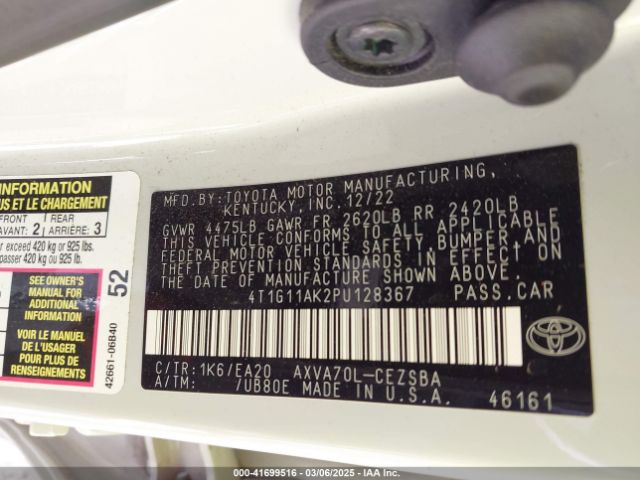 INFORMATION
US ET LE CHARGEMENT
FRONT 1 REAR
AVANT: 2 ARRIÈRE: 3
exceed 420 kg or 925 lbs.
420 kg ou 925 lb.
SEE OWNER'S
MANUAL FOR
ADDITIONAL
INFORMATION
VOIR LE MANUEL
DE L'USAGER
POUR PLUS DE
RENSEIGNEMENTS
52
42661-06B40
MFD. BY: TOYOTA MOTOR MANUFACTURING,
KENTUCKY, INC. 12/22
GVWR 4475LB GAWR FR 2620LB RR 2420LB
THIS VEHICLE CONFORMS TO ALL APPLICABLE
FEDERAL MOTOR VEHICLE SAFETY, BUMPER, AND
THEFT PREVENTION STANDARDS IN EFFECT ON
THE DATE OF MANUFACTURE SHOWN ABOVE.
4T1G11AK2PU128367 PASS. CAR
C/TR: 1K6/EA20 AXVA70L-CEZSBA
A/TM: /UB80E MADE IN U.S.A.
TOYOTA
46161
000-41699516 - 03/06/2025 - IAA Inc.